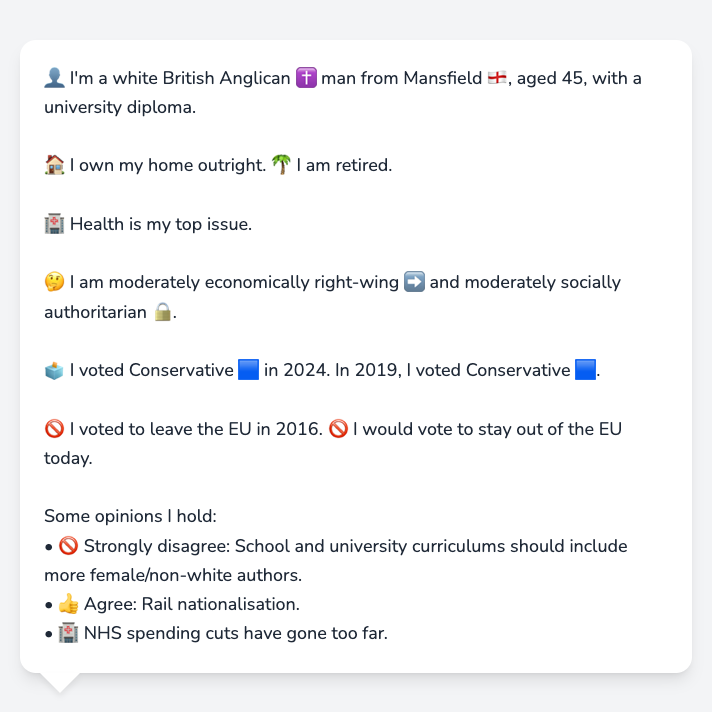 👤 I'm a white British Anglican ✝️ man from Mansfield 🏴󠁧󠁢󠁥󠁮󠁧󠁿, aged 45, with a
university diploma.
🏠 I own my home outright. 🌴 I am retired.
🏥 Health is my top issue.
🤔 I am moderately economically right-wing ➡️ and moderately socially
authoritarian 🔒.
🗳️ I voted Conservative 🟦 in 2024. In 2019, I voted Conservative 🟦.
🚫 I voted to leave the EU in 2016. 🚫 I would vote to stay out of the EU
today.
Some opinions I hold:
• 🚫 Strongly disagree: School and university curriculums should include
more female/non-white authors.
• 👍 Agree: Rail nationalisation.
• 🏥 NHS spending cuts have gone too far.